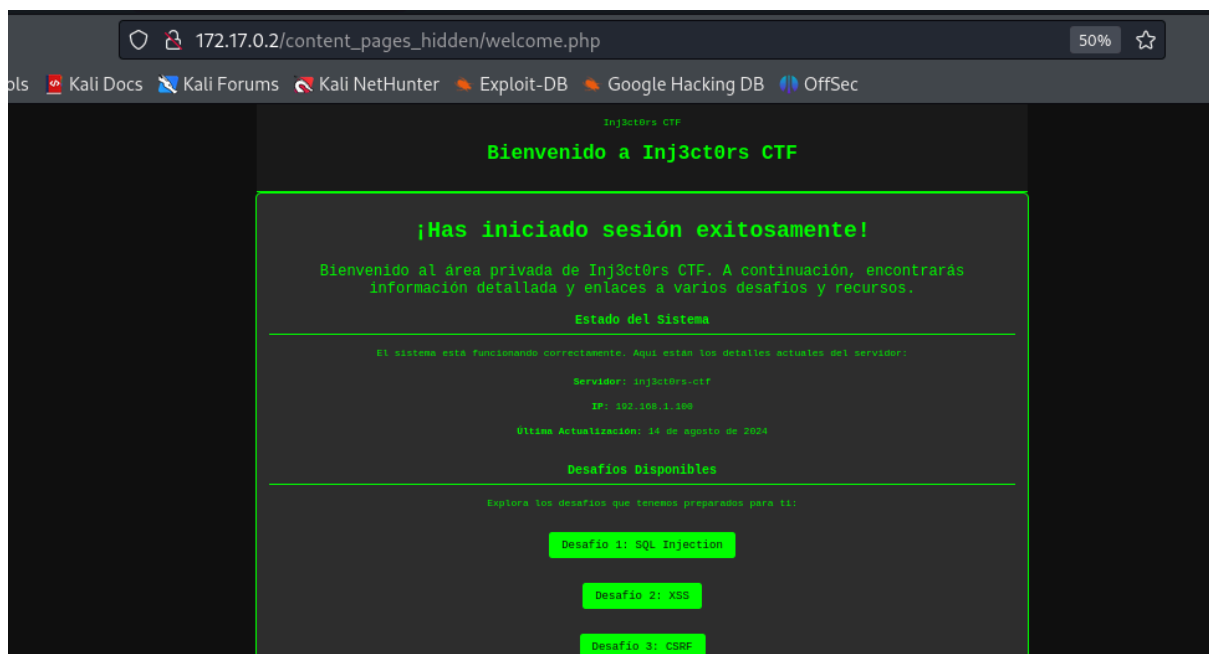 172.17.0.2/content_pages_hidden/welcome.php 50%
ols Kali Docs Kali Forums Kali NetHunter Exploit-DB Google Hacking DB OffSec
Inj3ct0rs CTF
Bienvenido a Inj3ct0rs CTF
¡Has iniciado sesión exitosamente!
Bienvenido al área privada de Inj3ct0rs CTF. A continuación, encontrarás
información detallada y enlaces a varios desafíos y recursos.
Estado del Sistema
El sistema está funcionando correctamente. Aquí están los detalles actuales del servidor:
Servidor: inj3ct0rs-ctf
IP: 192.168.1.100
Última Actualización: 14 de agosto de 2024
Desafíos Disponibles
Explora los desafíos que tenemos preparados para ti:
Desafío 1: SQL Injection
Desafío 2: XSS
Desafío 3: CSRF